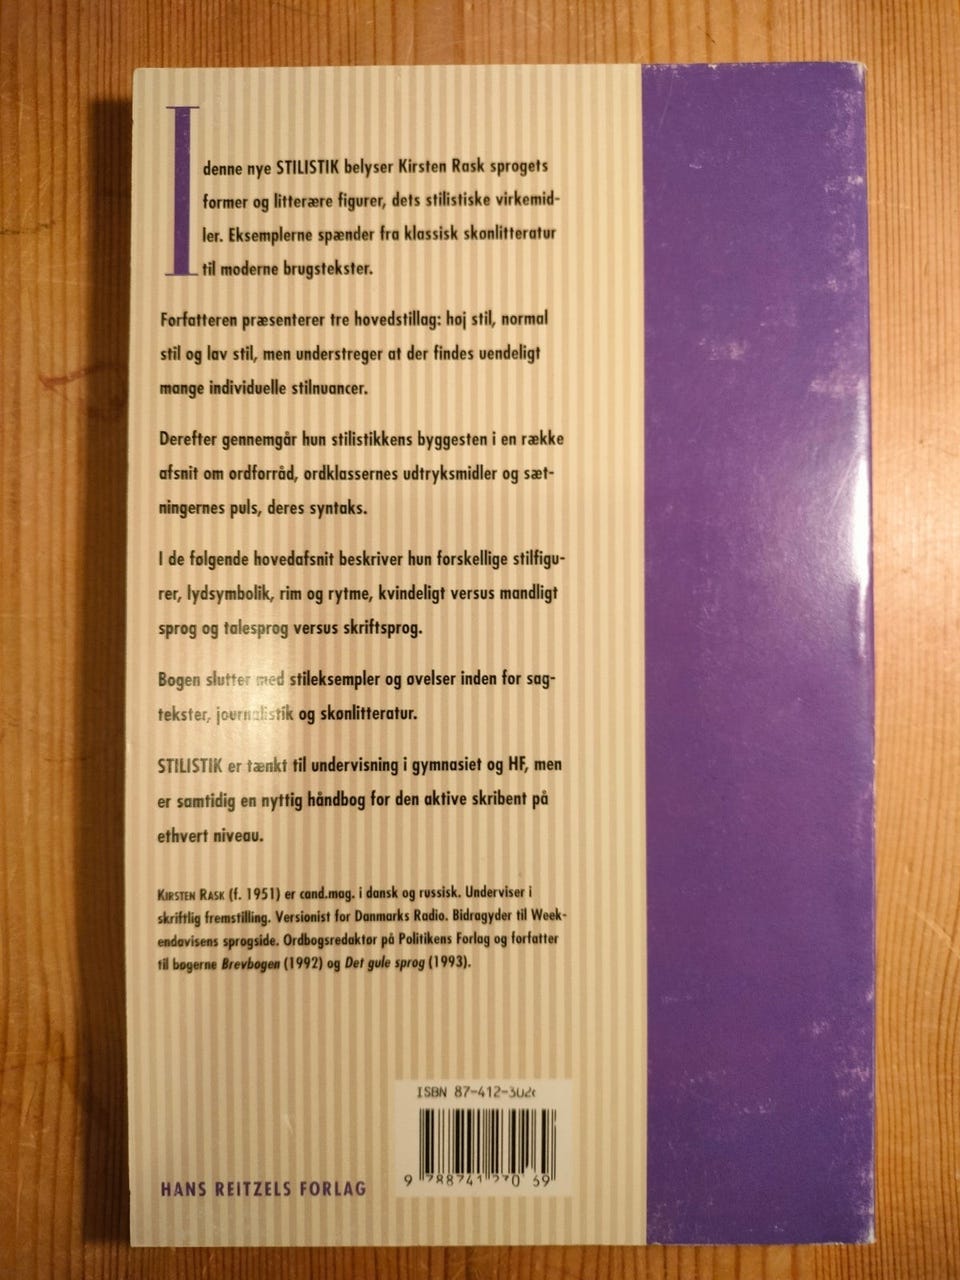 I denne nye STILISTIK belyser Kirsten Rask sprogets
former og litterære figurer, dets stilistiske virkemid-
ler. Eksemplerne spænder fra klassisk skønlitteratur
til moderne brugstekster.
Forfatteren præsenterer tre hovedstillag: høj stil, normal
stil og lav stil, men understreger at der findes uendeligt
mange individuelle stilnuancer.
Derefter gennemgår hun stilistikkens byggesten i en række
afsnit om ordforråd, ordklassernes udtryksmidler og sæt-
ningernes puls, deres syntaks.
I de følgende hovedafsnit beskriver hun forskellige stilfigu-
rer, lydsymbolik, rim og rytme, kvindeligt versus mandligt
sprog og talesprog versus skriftsprog.
Bogen slutter med stileksempler og øvelser inden for sag-
tekster, journalistik og skønlitteratur.
STILISTIK er tænkt til undervisning i gymnasiet og HF, men
er samtidig en nyttig håndbog for den aktive skribent på
ethvert niveau.
KIRSTEN RASK (f. 1951) er cand.mag. i dansk og russisk. Underviser i
skriftlig fremstilling. Versionist for Danmarks Radio. Bidragyder til Week-
endavisens sprogside. Ordbogsredaktør på Politikens Forlag og forfatter
til bøgerne Brevbogen (1992) og Det gule sprog (1993).
ISBN 87-412-
HANS REITZELS FORLAG